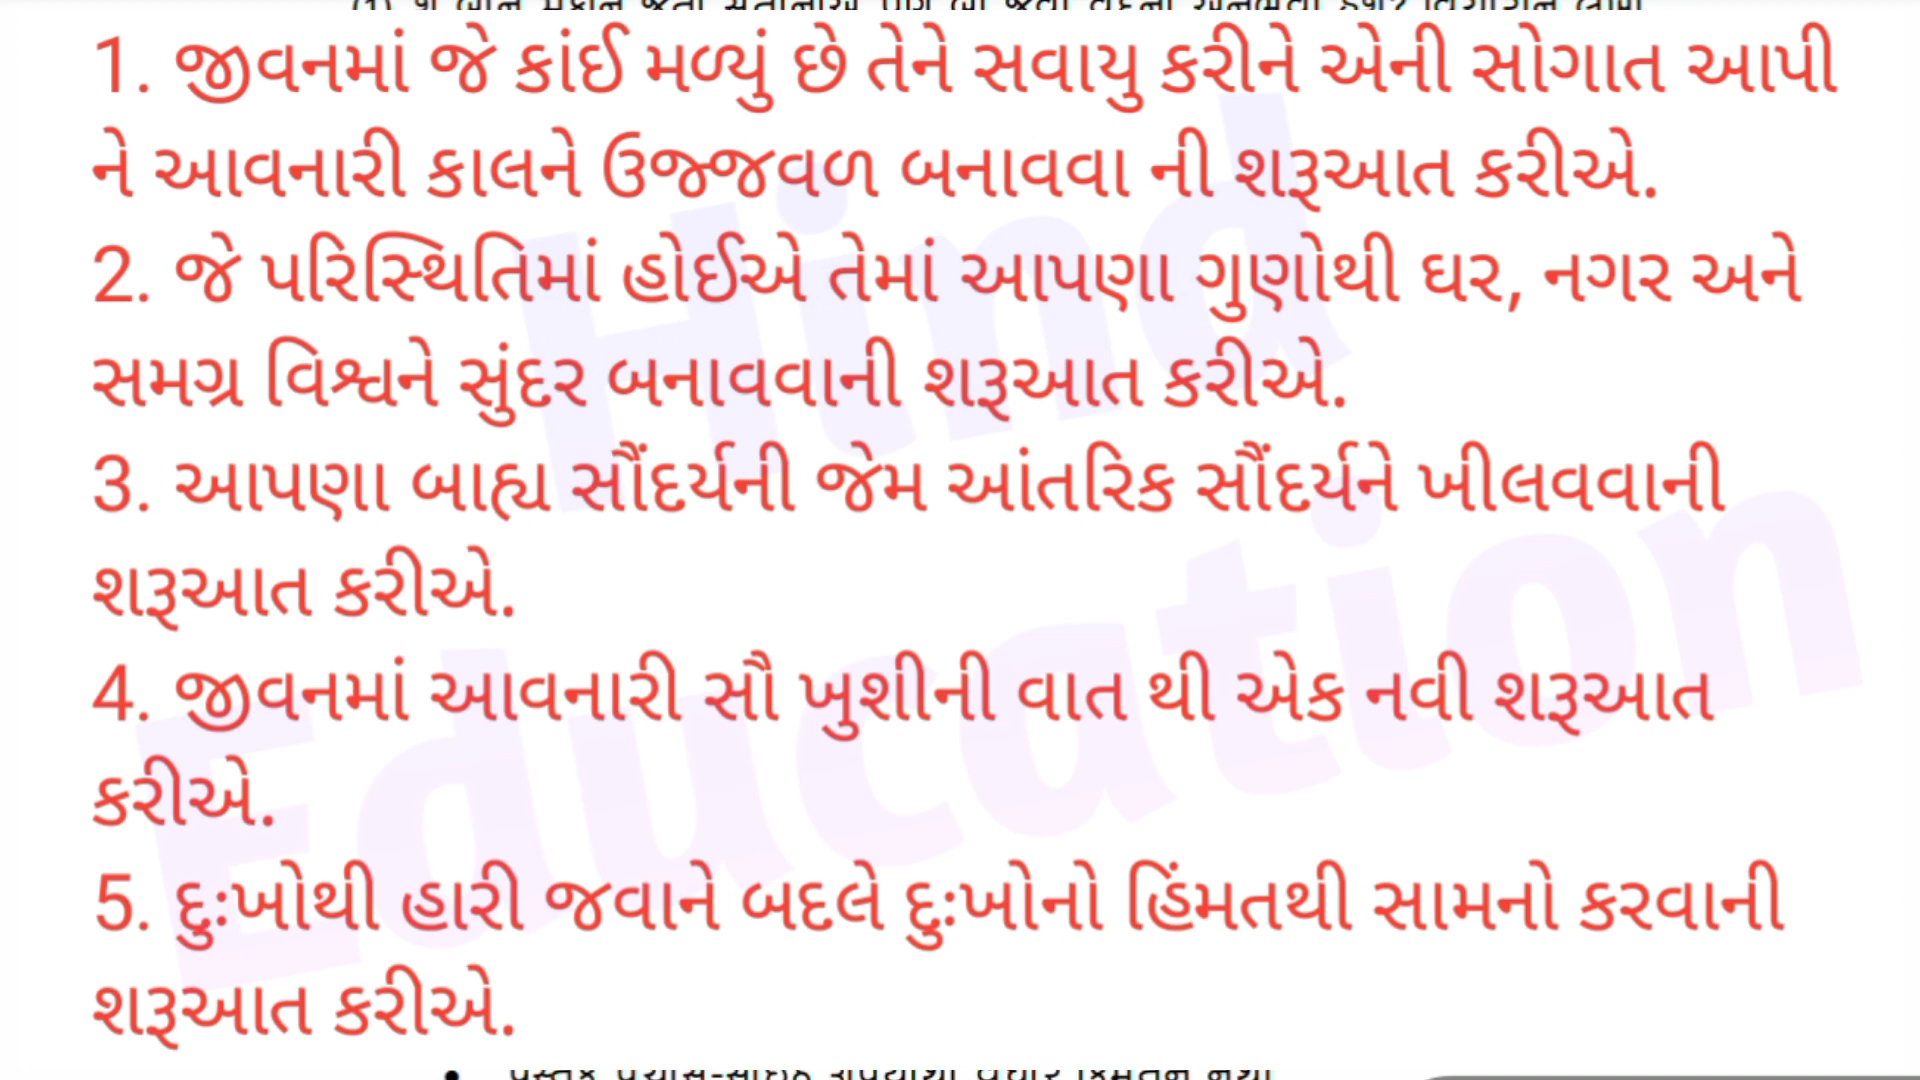 1. જીવનમાં જે કાંઈ મળ્યું છે તેને સવાયુ કરીને એની સોગાત આપી
ને આવનારી કાલને ઉજ્જવળ બનાવવા ની શરૂઆત કરીએ.
2. જે પરિસ્થિતિમાં હોઈએ તેમાં આપણા ગુણોથી ઘર, નગર અને
સમગ્ર વિશ્વને સુંદર બનાવવાની શરૂઆત કરીએ.
3. આપણા બાહ્ય સૌંદર્યની જેમ આંતરિક સૌંદર્યને ખીલવવાની
શરૂઆત કરીએ.
4. જીવનમાં આવનારી સૌ ખુશીની વાત થી એક નવી શરૂઆત
કરીએ.
5. દુઃખોથી હારી જવાને બદલે દુઃખોનો હિંમતથી સામનો કરવાની
શરૂઆત કરીએ.
Hind
Education